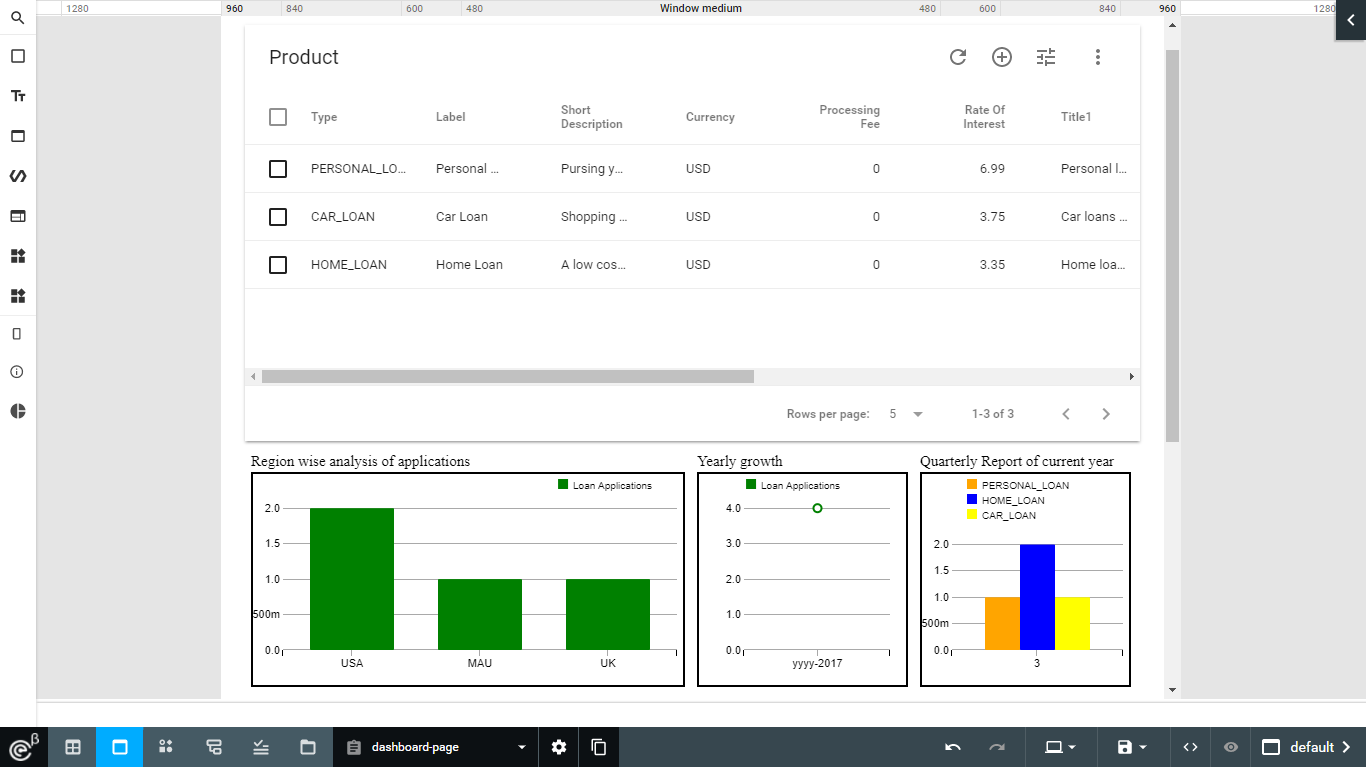 1280 960 840 600 480 Window medium 480 600 840 960 1280
Product
Type Label Short Description Currency Processing Fee Rate Of Interest Title1
PERSONAL_LO... Personal ... Pursing y... USD 0 6.99 Personal l...
CAR_LOAN Car Loan Shopping ... USD 0 3.75 Car loans ...
HOME_LOAN Home Loan A low cos... USD 0 3.35 Home loa...
Rows per page: 5 1-3 of 3
Region wise analysis of applications
Loan Applications
2.0
1.5
1.0
500m
0.0
USA MAU UK
Yearly growth
Loan Applications
4.0
3.0
2.0
1.0
0.0
yyyy-2017
Quarterly Report of current year
PERSONAL_LOAN
HOME_LOAN
CAR_LOAN
2.0
1.5
1.0
500m
0.0
3
β dashboard-page default